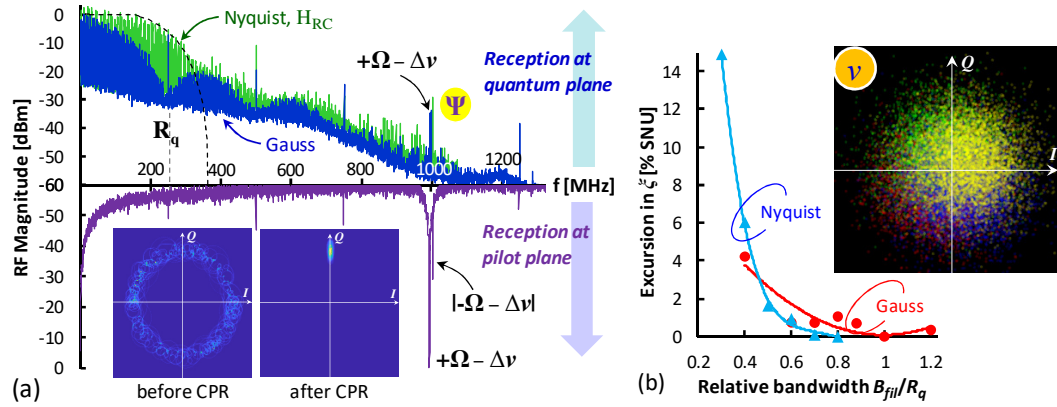 0
-10
-20
-30
-40
-50
-60
-40
-30
-20
-10
0
RF Magnitude [dBm]
Nyquist, H_RC
R_q
Gauss
+Ω – Δν
Ψ
Reception at
quantum plane
200
400
600
800
1000
1200
f [MHz]
Reception at
pilot plane
Q
I
Q
I
|-Ω – Δν|
+Ω – Δν
(a)
before CPR
after CPR
14
12
10
8
6
4
2
0
Excursion in ξ [% SNU]
ν
Q
I
Nyquist
Gauss
0.2
0.4
0.6
0.8
1.0
1.2
(b)
Relative bandwidth B_fil/R_q